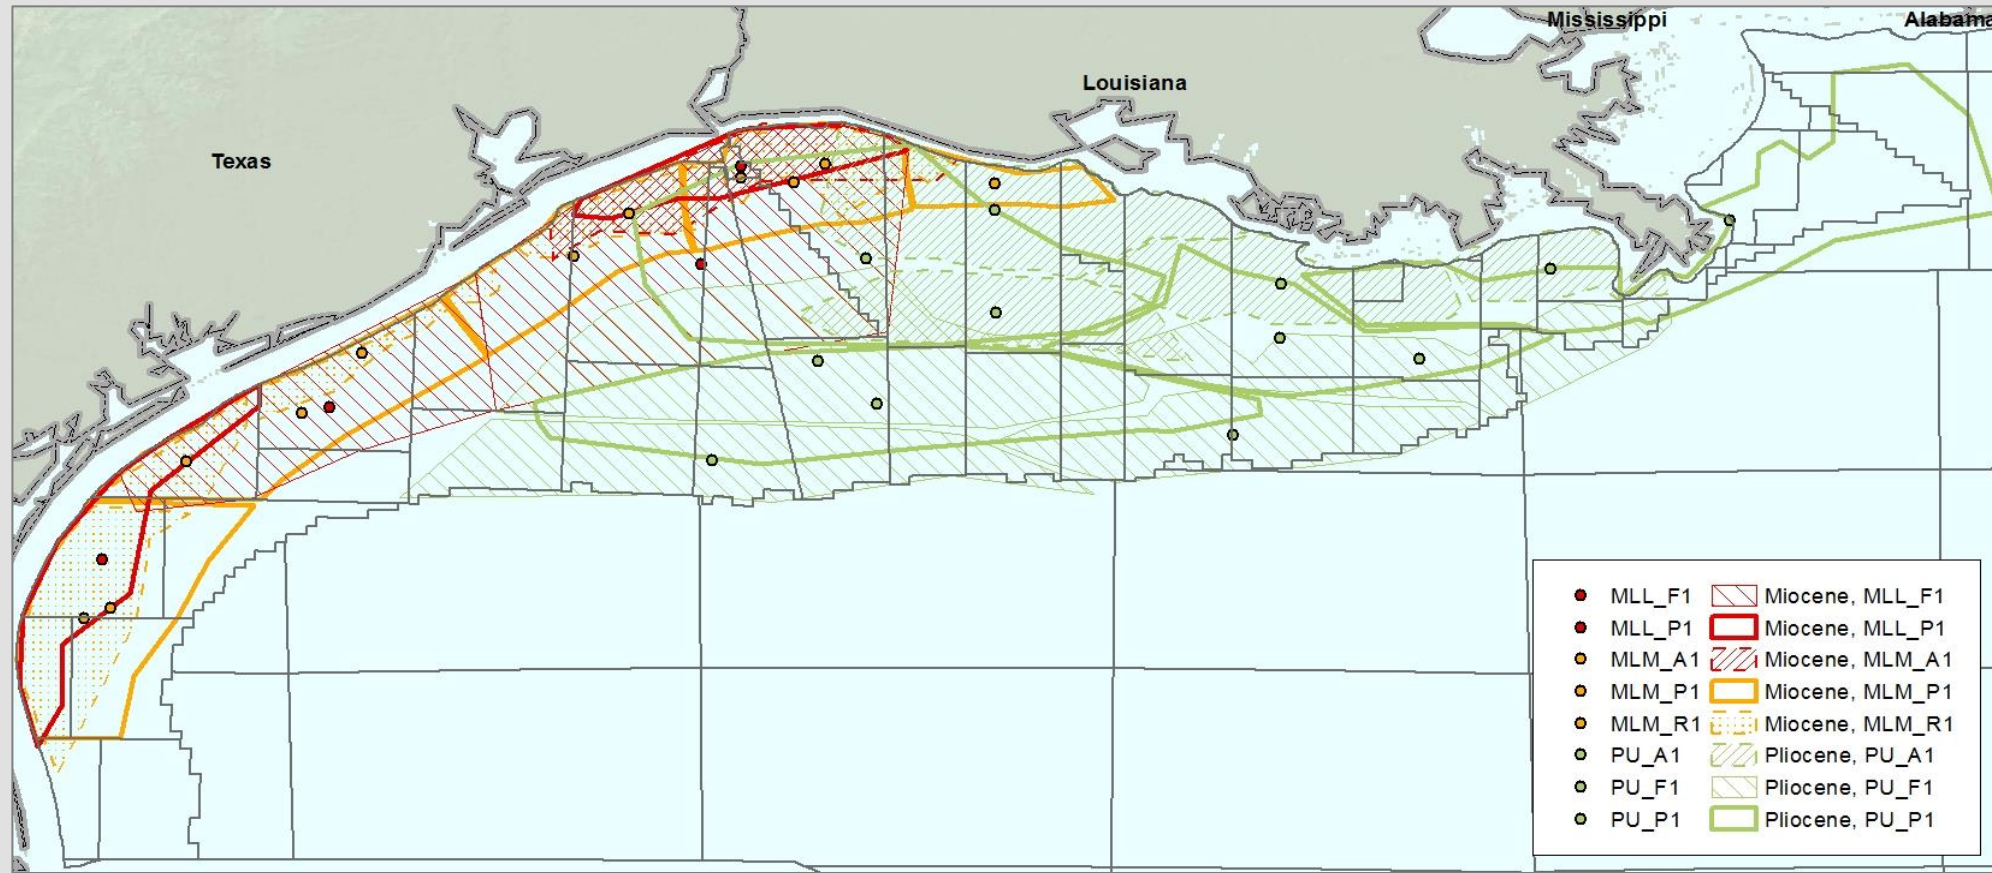 Mississippi
Alabama
Louisiana
Texas
MLL_F1 Miocene, MLL_F1
MLL_P1 Miocene, MLL_P1
MLM_A1 Miocene, MLM_A1
MLM_P1 Miocene, MLM_P1
MLM_R1 Miocene, MLM_R1
PU_A1 Pliocene, PU_A1
PU_F1 Pliocene, PU_F1
PU_P1 Pliocene, PU_P1